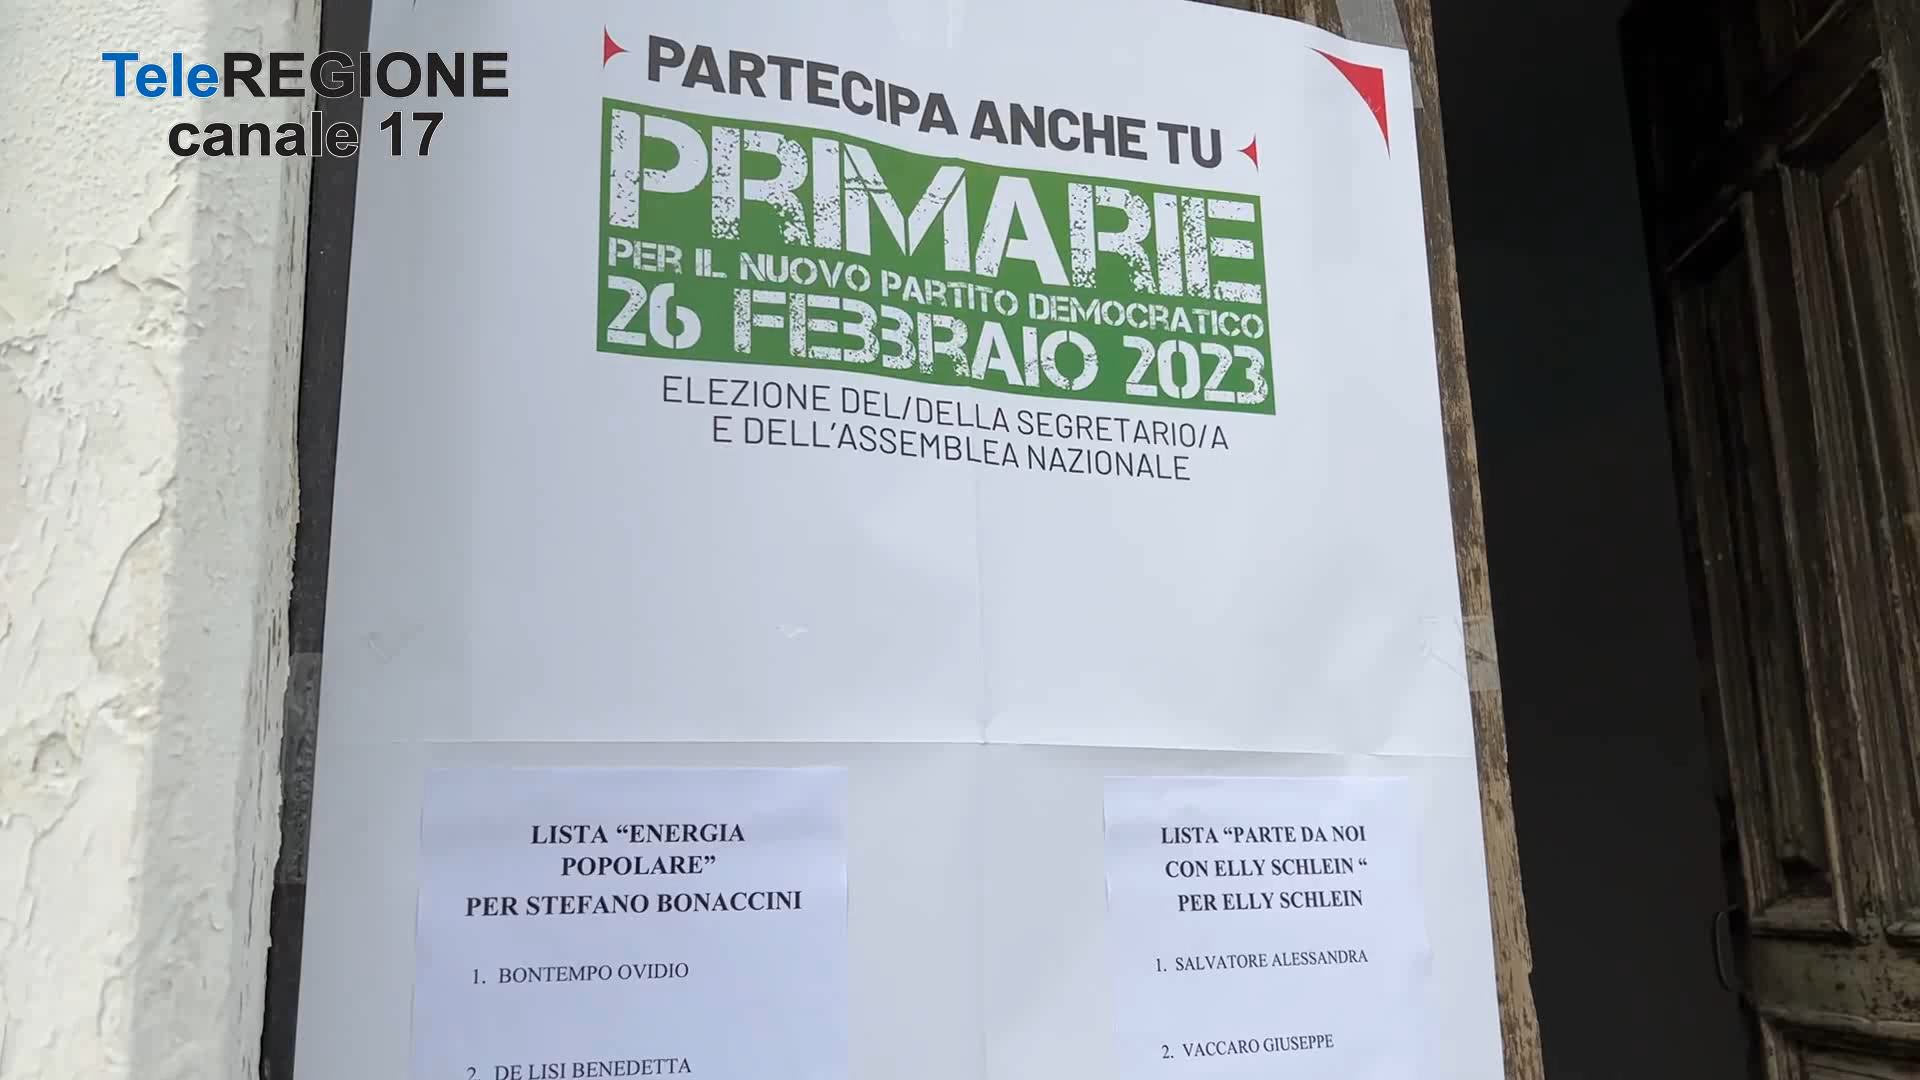 TeleREGIONE
canale 17
PARTECIPA ANCHE TU
PRIMARIE
PER IL NUOVO PARTITO DEMOCRATICO
26 FEBBRAIO 2023
ELEZIONE DEL/DELLA SEGRETARIO/A
E DELL'ASSEMBLEA NAZIONALE
LISTA “ENERGIA
POPOLARE”
PER STEFANO BONACCINI
1. BONTEMPO OVIDIO
2. DE LISI BENEDETTA
LISTA “PARTE DA NOI
CON ELLY SCHLEIN “
PER ELLY SCHLEIN
1. SALVATORE ALESSANDRA
2. VACCARO GIUSEPPE